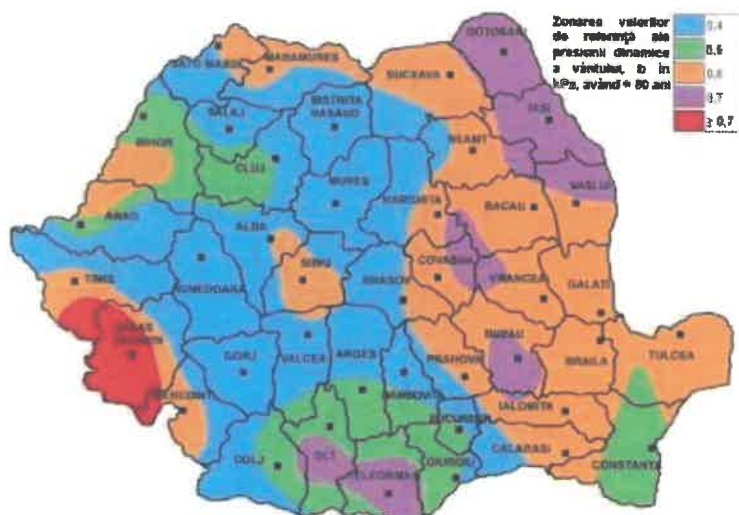 Zonarea valorilor
de referință ale
presiunii dinamice
a vântului, b în
kPa, având
ani
0,4
0,5
0,6
0,7
≥ 0,7
BOTOSANI
SATU MARE
MARAMURES
SUCEAVA
IASI
SALAJ
BISTRITA
NASAUD
NEAMT
BIHOR
CLUJ
MURES
HARGHITA
BACAU
VASLUI
ARAD
ALBA
SIBIU
COVASNA
VRANCEA
GALATI
TIMIS
HUNEDOARA
BRASOV
CARAS
SEVERIN
GORJ
VALCEA
ARGES
PRAHOVA
BUZAU
BRAILA
TULCEA
MEHEDINTI
DAMBOVITA
IALOMITA
BUCURESTI
DOLJ
OLT
TELEORMAN
GIURGIU
CALARASI
CONSTANTA